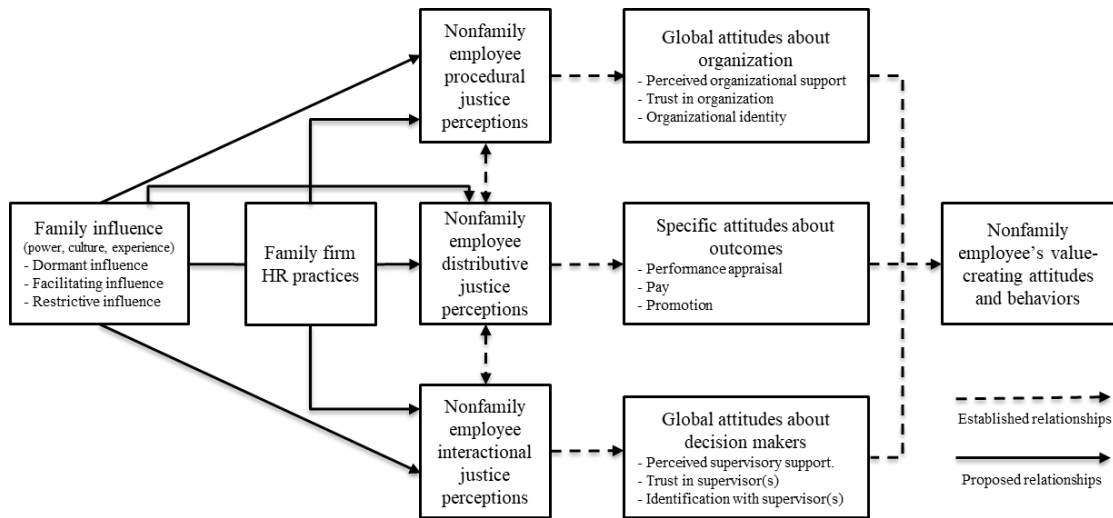 Nonfamily
employee
procedural
justice
perceptions
Global attitudes about
organization
- Perceived organizational support
- Trust in organization
- Organizational identity
Family influence
(power, culture, experience)
- Dormant influence
- Facilitating influence
- Restrictive influence
Family firm
HR practices
Nonfamily
employee
distributive
justice
perceptions
Specific attitudes about
outcomes
- Performance appraisal
- Pay
- Promotion
Nonfamily
employee's value-
creating attitudes
and behaviors
Nonfamily
employee
interactional
justice
perceptions
Global attitudes about
decision makers
- Perceived supervisory support.
- Trust in supervisor(s)
- Identification with supervisor(s)
Established relationships
Proposed relationships